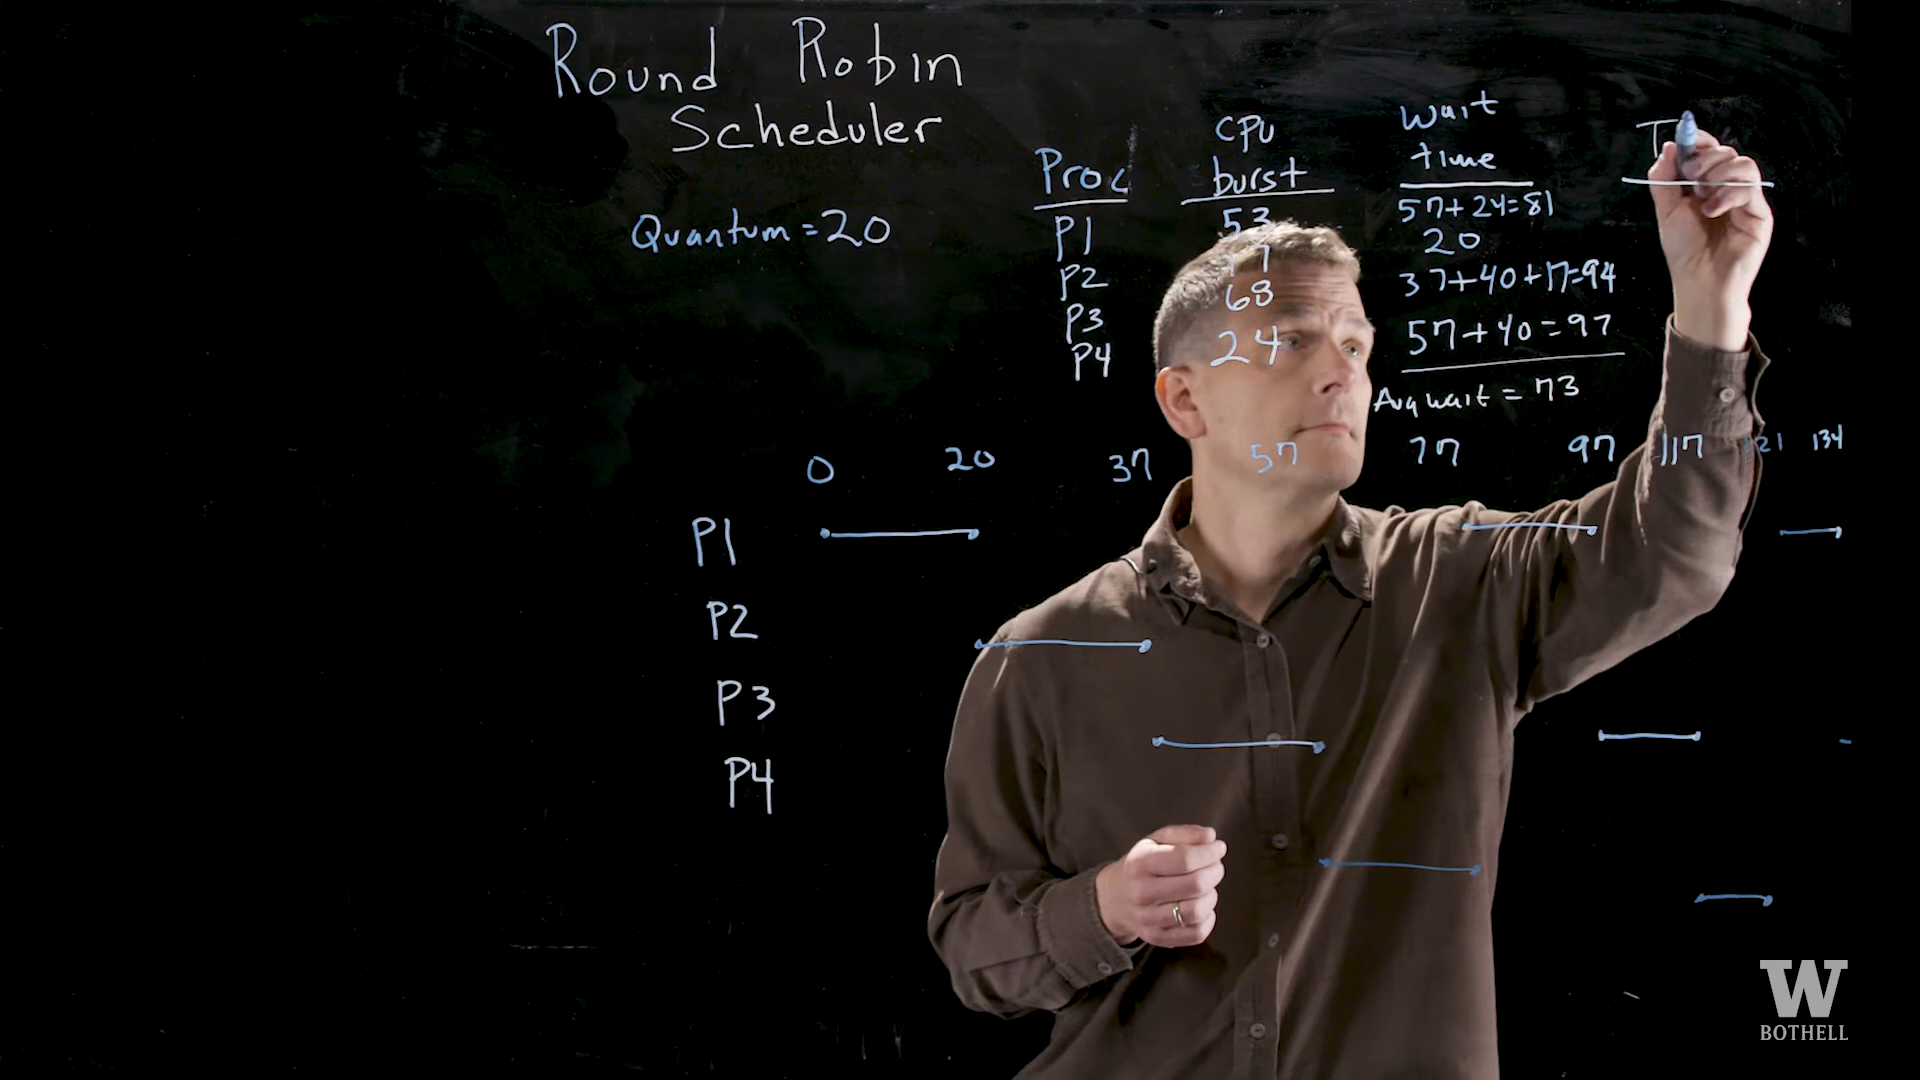 Round Robin
Scheduler
Quantum = 20
Proc
CPU
burst
Wait
time
T
P1
53
57+24=81
P2
20
P3
68
37+40+17=94
P4
24
57+40=97
Avg wait = 73
0 20 37 57 77 97 117 121 134
P1
P2
P3
P4
W
BOTHELL